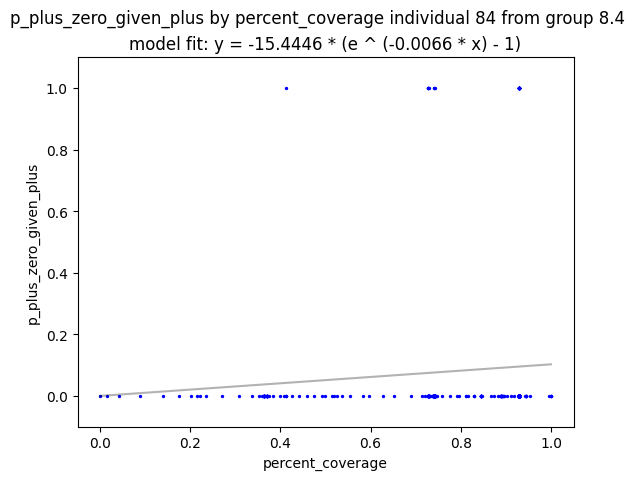 p_plus_zero_given_plus by percent_coverage individual 84 from group 8.4
model fit: y = -15.4446 * (e ^ (-0.0066 * x) - 1)
1.0
0.8
0.6
0.4
0.2
0.0
p_plus_zero_given_plus
0.0 0.2 0.4 0.6 0.8 1.0
percent_coverage